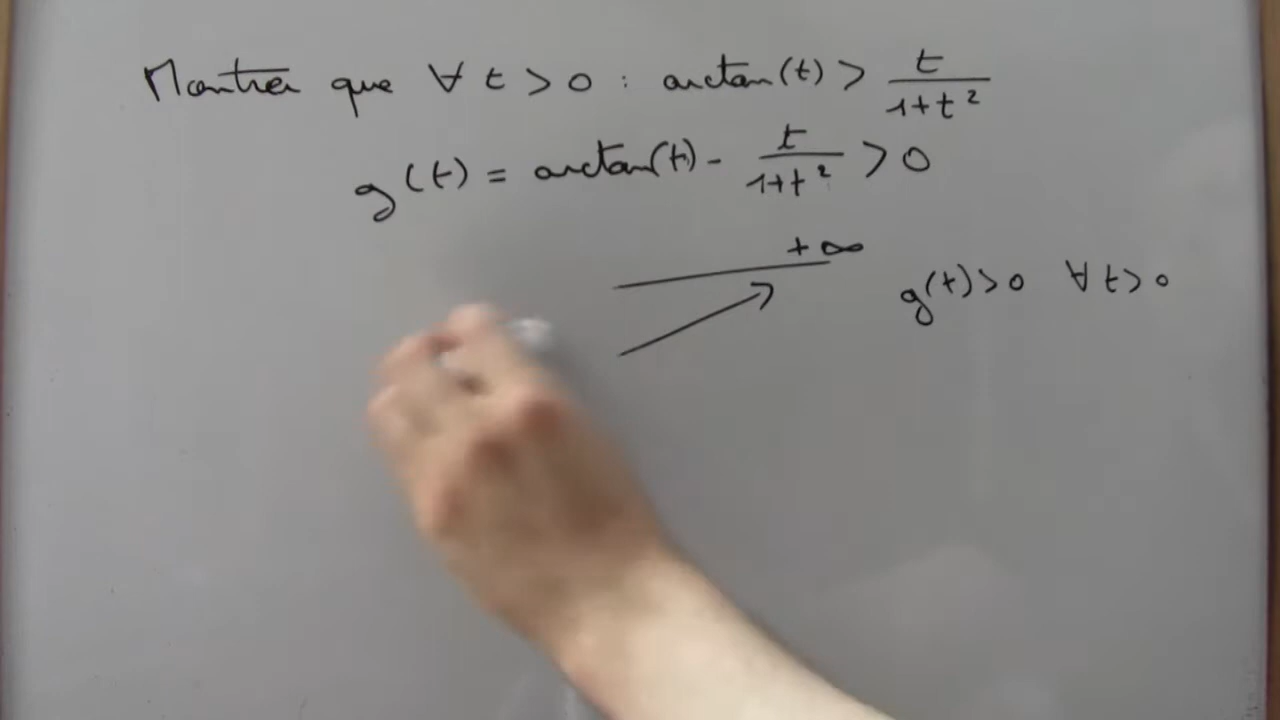 Montrer que ∀ t > 0 : arctan(t) > t/(1+t²)
g(t) = arctan(t) - t/(1+t²) > 0
+∞
g(t) > 0 ∀ t > 0